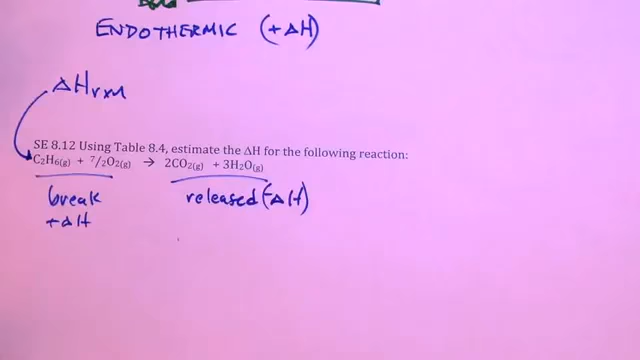 ENDOTHERMIC (+ΔH)
ΔHrxn
SE 8.12 Using Table 8.4, estimate the ΔH for the following reaction:
C₂H₆(g) + ⁷/₂O₂(g) → 2CO₂(g) + 3H₂O(g)
break released (-ΔH)
+ΔH